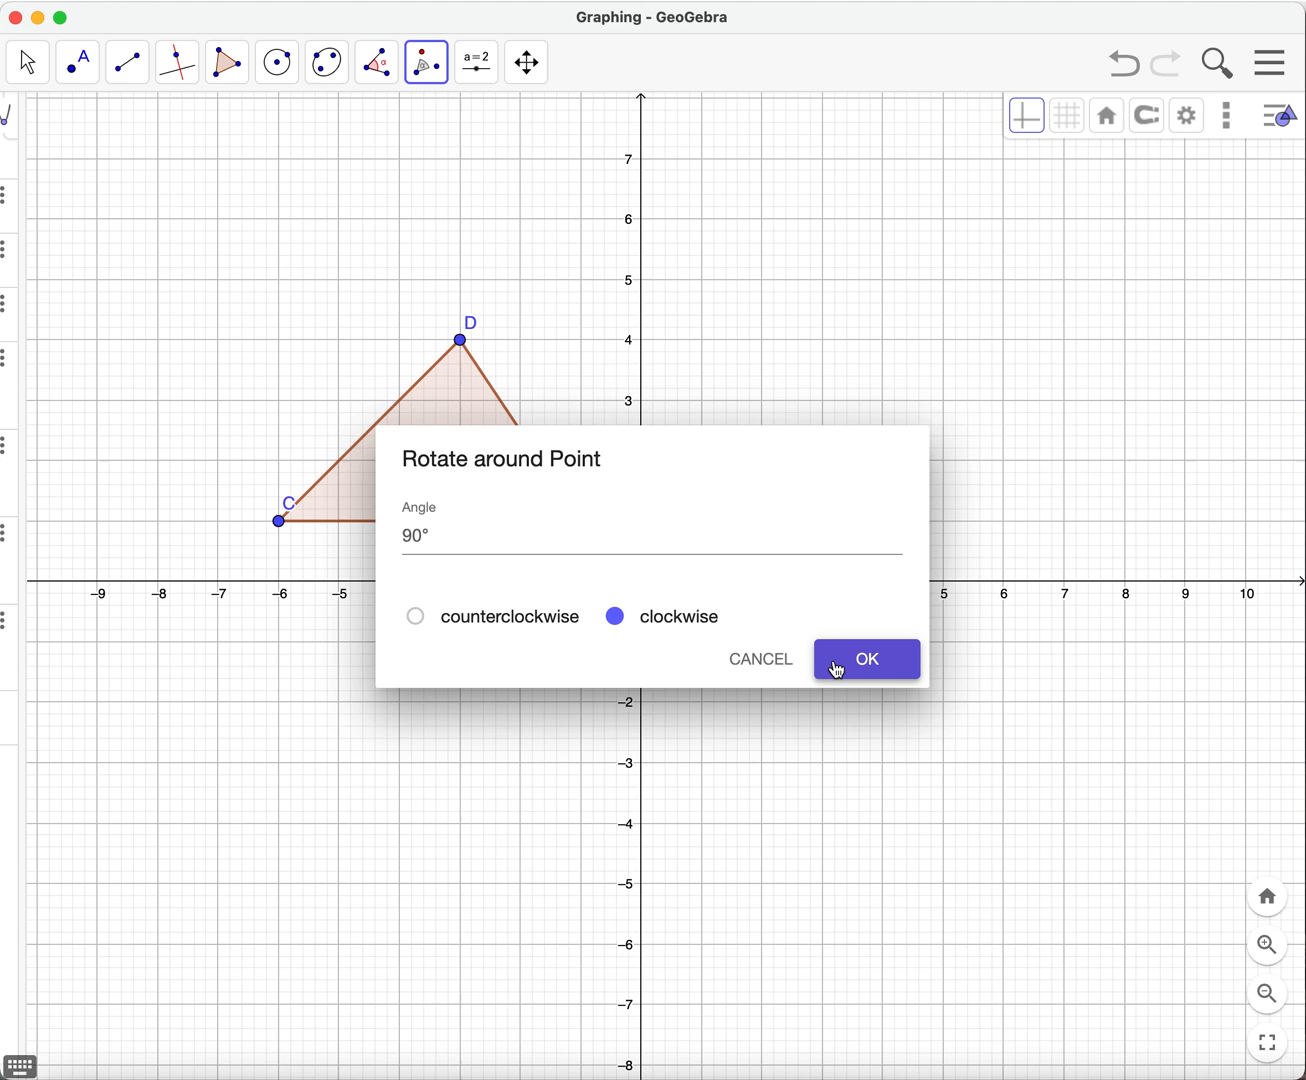 Graphing - GeoGebra
A
α
a=2
7
6
5
D
4
3
Rotate around Point
C
Angle
90°
–9 –8 –7 –6 –5 5 6 7 8 9 10
counterclockwise clockwise
CANCEL OK
–2
–3
–4
–5
–6
–7
–8